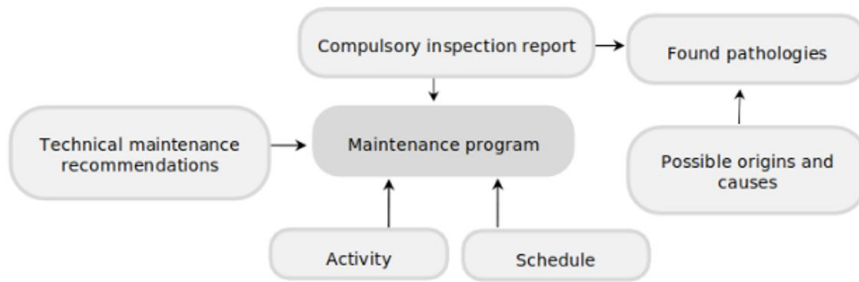 Compulsory inspection report
Found pathologies
Technical maintenance
recommendations
Maintenance program
Possible origins and
causes
Activity
Schedule